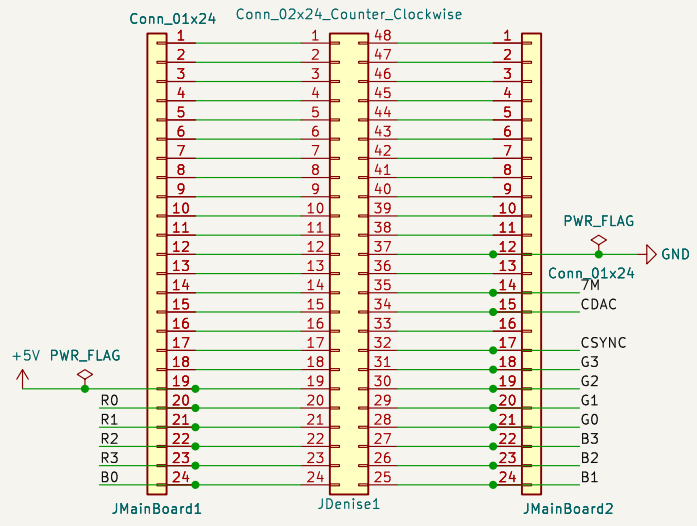 Conn_01x24 Conn_02x24_Counter_Clockwise
1 1 48 1
2 2 47 2
3 3 46 3
4 4 45 4
5 5 44 5
6 6 43 6
7 7 42 7
8 8 41 8
9 9 40 9
10 10 39 10
11 11 38 11
PWR_FLAG
12 12 37 12 GND
13 13 36 13 Conn_01x24
14 14 35 14 7M
15 15 34 15 CDAC
16 16 33 16
17 17 32 17 CSYNC
18 18 31 18 G3
+5V PWR_FLAG
19 19 30 19 G2
R0 20 20 29 20 G1
R1 21 21 28 21 G0
R2 22 22 27 22 B3
R3 23 23 26 23 B2
B0 24 24 25 24 B1
JMainBoard1 JDenise1 JMainBoard2